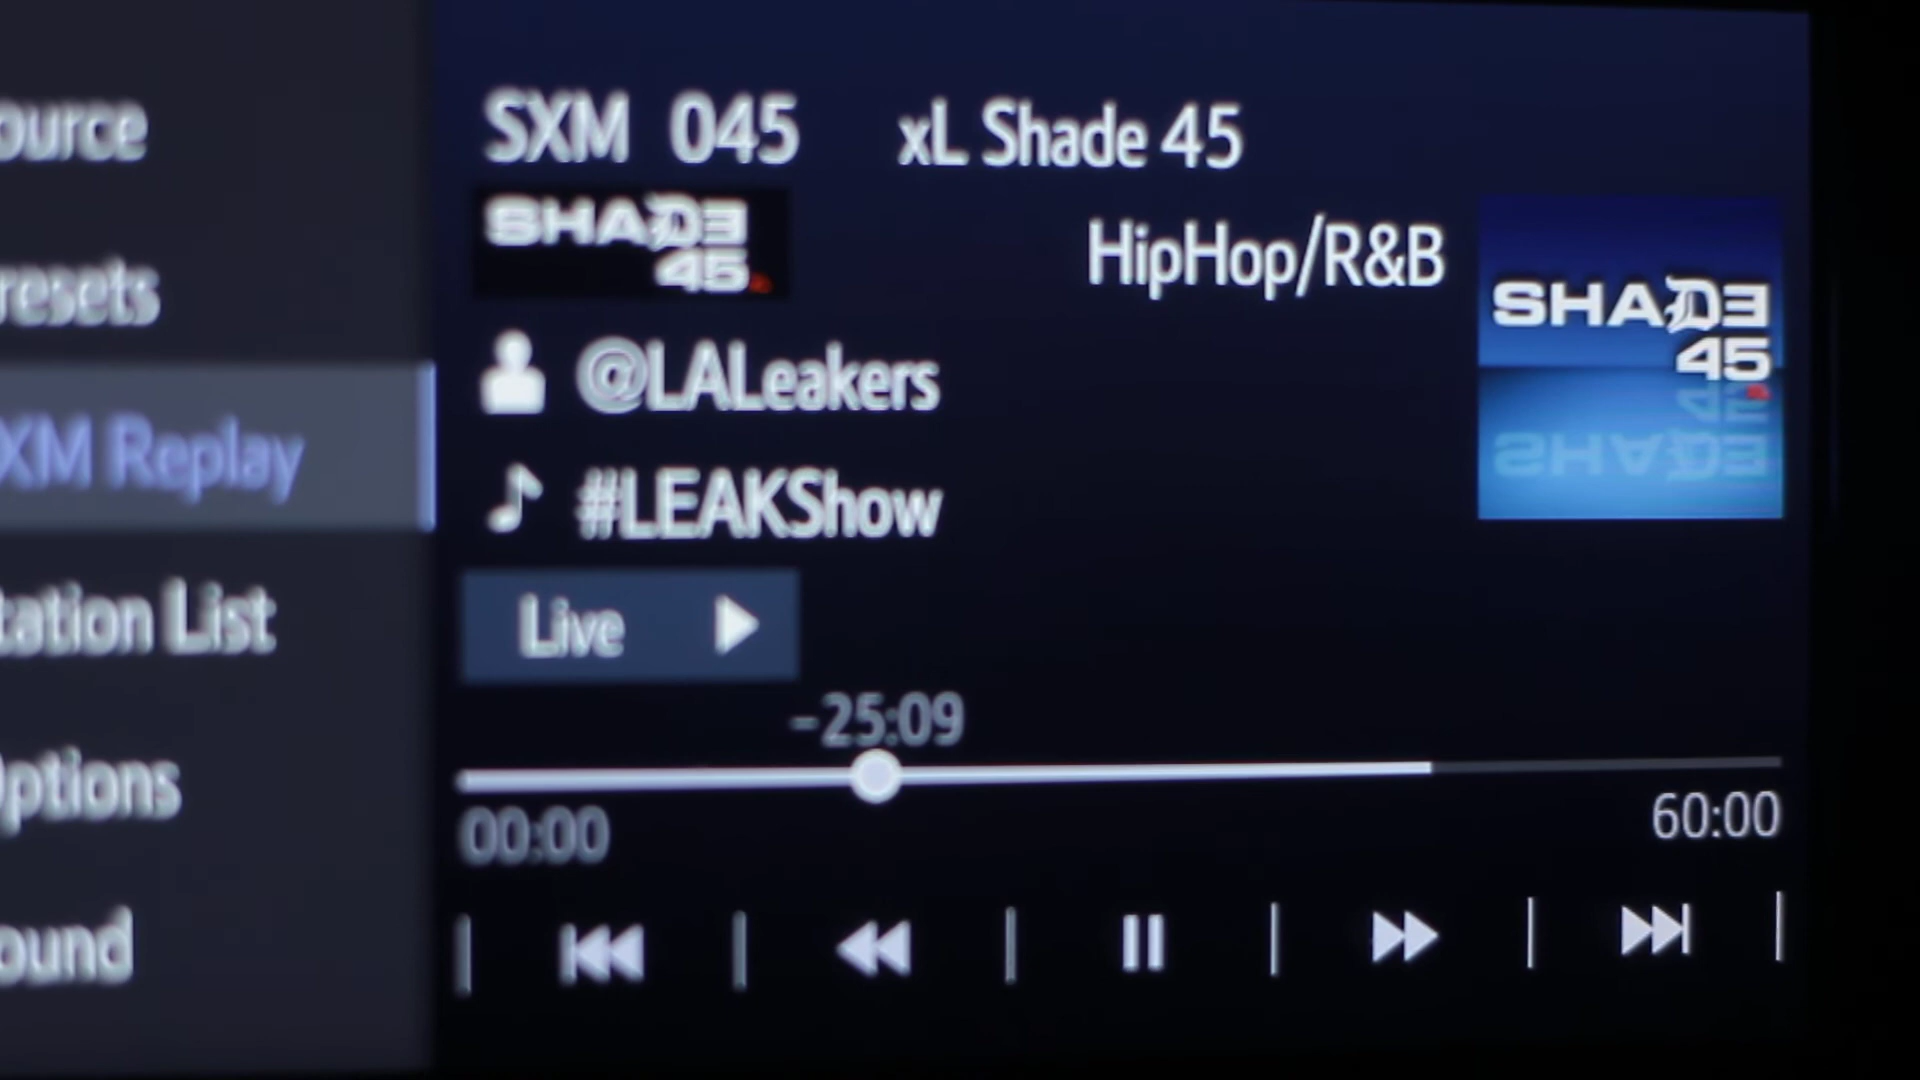 ource
resets
XM Replay
tation List
ptions
ound
SXM 045 xL Shade 45
SHADE
45
HipHop/R&B
SHADE
45
@LALeakers
#LEAKShow
Live
-25:09
00:00
60:00